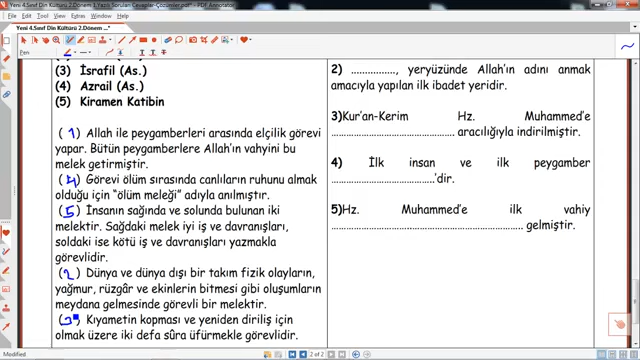 Yeni 4.Sınıf Din Kültürü 2.Dönem 1.Yazılı Soruları Cevaplar-Çözümler.pdf* - PDF Annotator
File Edit Tool Extras View Window Help
Pen
Yeni 4.Sınıf Din Kültürü 2.Dönem ...*
(3) İsrafil (As.)
(4) Azrail (As.)
(5) Kiramen Katibin
(1) Allah ile peygamberleri arasında elçilik görevi
yapar. Bütün peygamberlere Allah'ın vahyini bu
melek getirmiştir.
(4) Görevi ölüm sırasında canlıların ruhunu almak
olduğu için “ölüm meleği” adıyla anılmıştır.
(5) İnsanın sağında ve solunda bulunan iki
melektir. Sağdaki melek iyi iş ve davranışları,
soldaki ise kötü iş ve davranışları yazmakla
görevlidir.
(2) Dünya ve dünya dışı bir takım fizik olayların,
yağmur, rüzgâr ve ekinlerin bitmesi gibi oluşumların
meydana gelmesinde görevli bir melektir.
(3) Kıyametin kopması ve yeniden diriliş için
olmak üzere iki defa sûra üfürmekle görevlidir.
2) ................, yeryüzünde Allah'ın adını anmak
amacıyla yapılan ilk ibadet yeridir.
3)Kur'an-Kerim Hz. Muhammed'e
............................................ aracılığıyla indirilmiştir.
4) İlk insan ve ilk peygamber
.....................................'dir.
5)Hz. Muhammed'e ilk vahiy
.................................................................... gelmiştir.
Modified
2 of 2